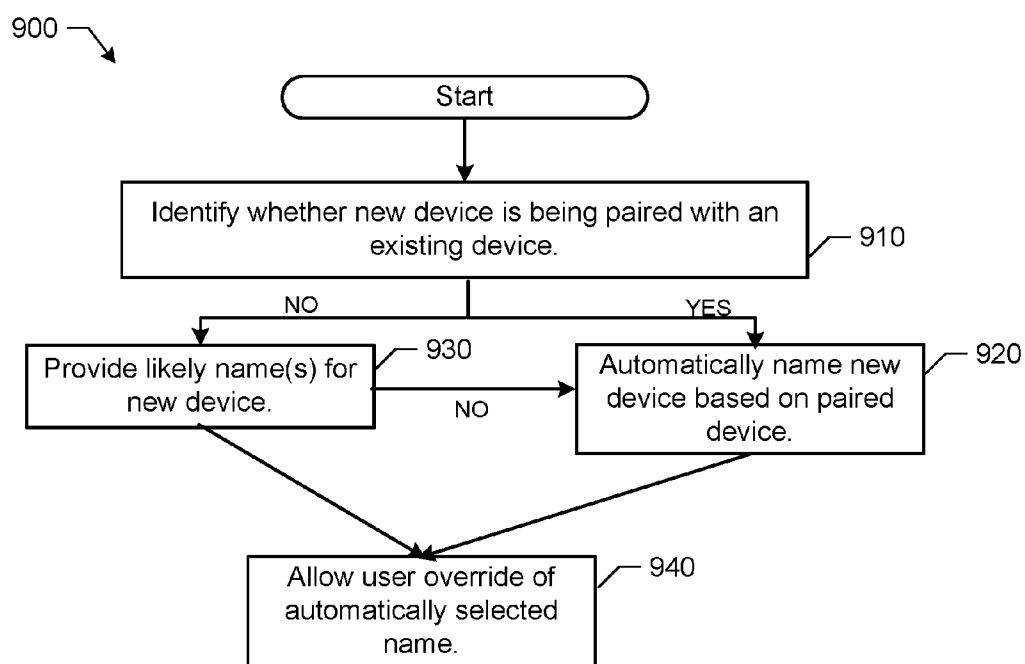 900
Start
Identify whether new device is being paired with an
existing device.
910
NO
YES
Provide likely name(s) for
new device.
930
NO
Automatically name new
device based on paired
device.
920
Allow user override of
automatically selected
name.
940